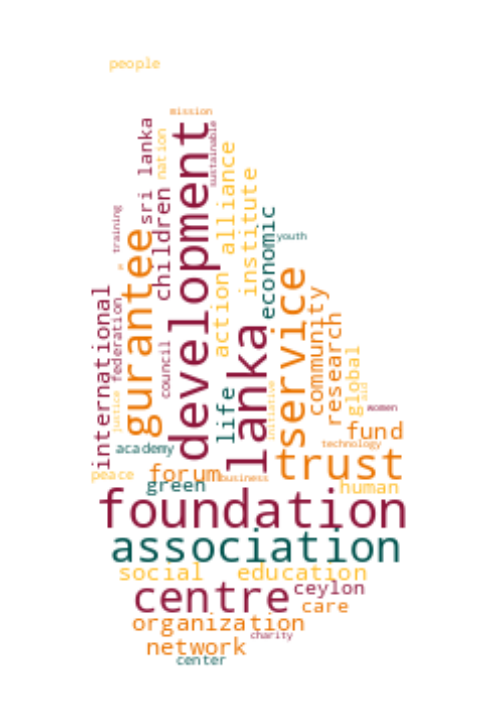 people
mission
development
sustainable
sri lanka
nation
alliance
institute
children
training
gurantee
economic
youth
action
service
international
federation
council
lanka
community
research
life
global
aid
women
justice
initiative
fund
technology
academy
trust
peace
forum
business
green
human
foundation
association
social education
centre
ceylon
care
organization
charity
network
center